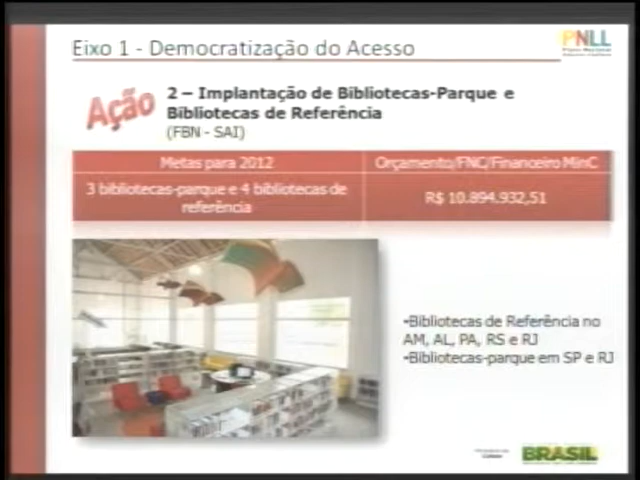 Eixo 1 - Democratização do Acesso
PNLL
Ação
2 – Implantação de Bibliotecas-Parque e
Bibliotecas de Referência
(FBN - SAI)
Metas para 2012
Orçamento/FNC/Financeiro MinC
3 bibliotecas-parque e 4 bibliotecas de
referência
R$ 10.894.932,51
•Bibliotecas de Referência no
AM, AL, PA, RS e RJ
•Bibliotecas-parque em SP e RJ
BRASIL